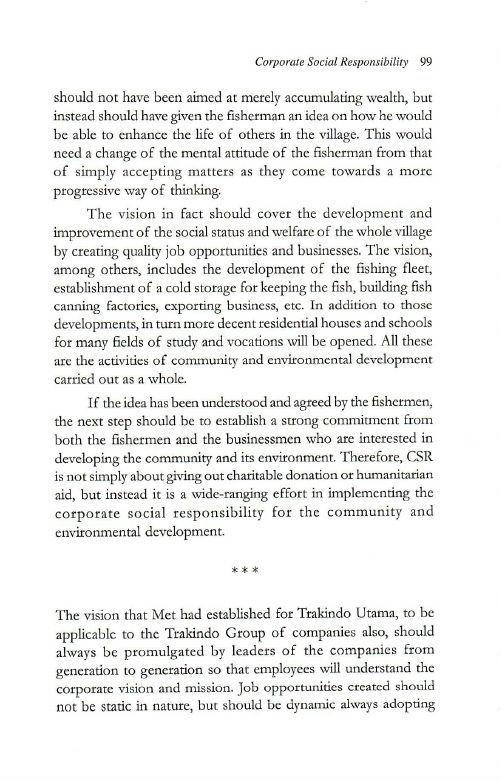 Corporate Social Responsibility 99
should not have been aimed at merely accumulating wealth, but
instead should have given the fisherman an idea on how he would
be able to enhance the life of others in the village. This would
need a change of the mental attitude of the fisherman from that
of simply accepting matters as they come towards a more
progressive way of thinking.
The vision in fact should cover the development and
improvement of the social status and welfare of the whole village
by creating quality job opportunities and businesses. The vision,
among others, includes the development of the fishing fleet,
establishment of a cold storage for keeping the fish, building fish
canning factories, exporting business, etc. In addition to those
developments, in turn more decent residential houses and schools
for many fields of study and vocations will be opened. All these
are the activities of community and environmental development
carried out as a whole.
If the idea has been understood and agreed by the fishermen,
the next step should be to establish a strong commitment from
both the fishermen and the businessmen who are interested in
developing the community and its environment. Therefore, CSR
is not simply about giving out charitable donation or humanitarian
aid, but instead it is a wide-ranging effort in implementing the
corporate social responsibility for the community and
environmental development.
***
The vision that Met had established for Trakindo Utama, to be
applicable to the Trakindo Group of companies also, should
always be promulgated by leaders of the companies from
generation to generation so that employees will understand the
corporate vision and mission. Job opportunities created should
not be static in nature, but should be dynamic always adopting